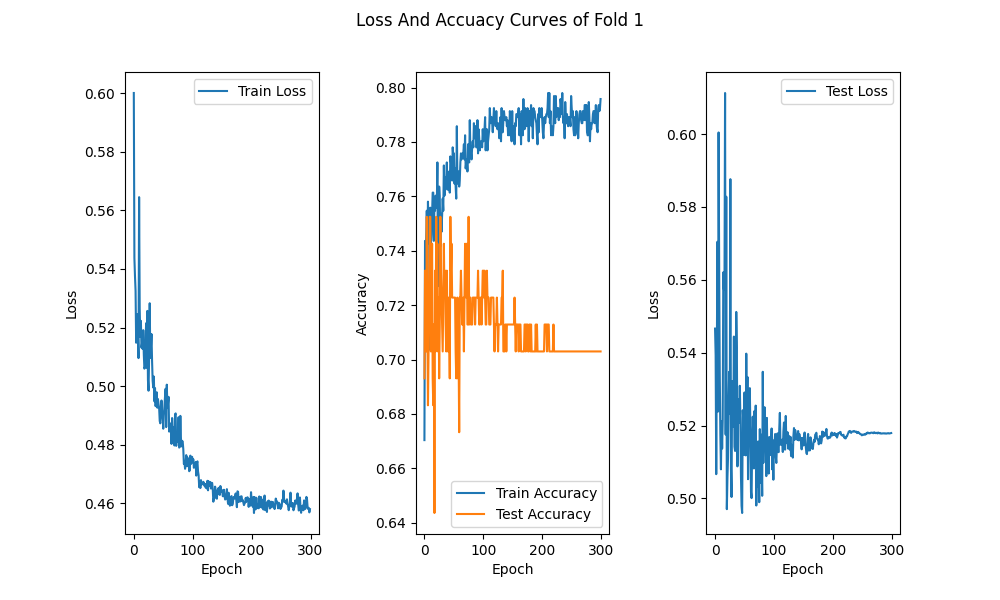 Loss And Accuacy Curves of Fold 1
Train Loss
0.60
0.58
0.56
0.54
0.52
0.50
0.48
0.46
Loss
0 100 200 300
Epoch
0.80
0.78
0.76
0.74
0.72
0.70
0.68
0.66
0.64
Accuracy
Train Accuracy
Test Accuracy
0 100 200 300
Epoch
Test Loss
0.60
0.58
0.56
0.54
0.52
0.50
Loss
0 100 200 300
Epoch